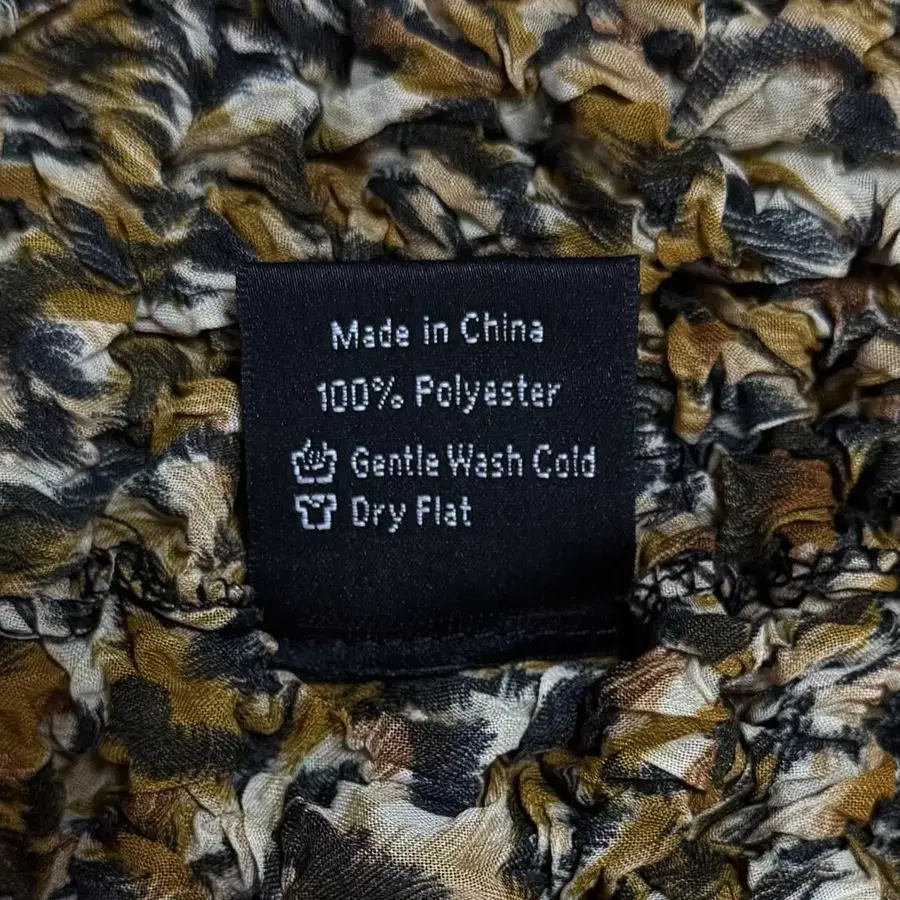 Made in China
100% Polyester
Gentle Wash Cold
Dry Flat